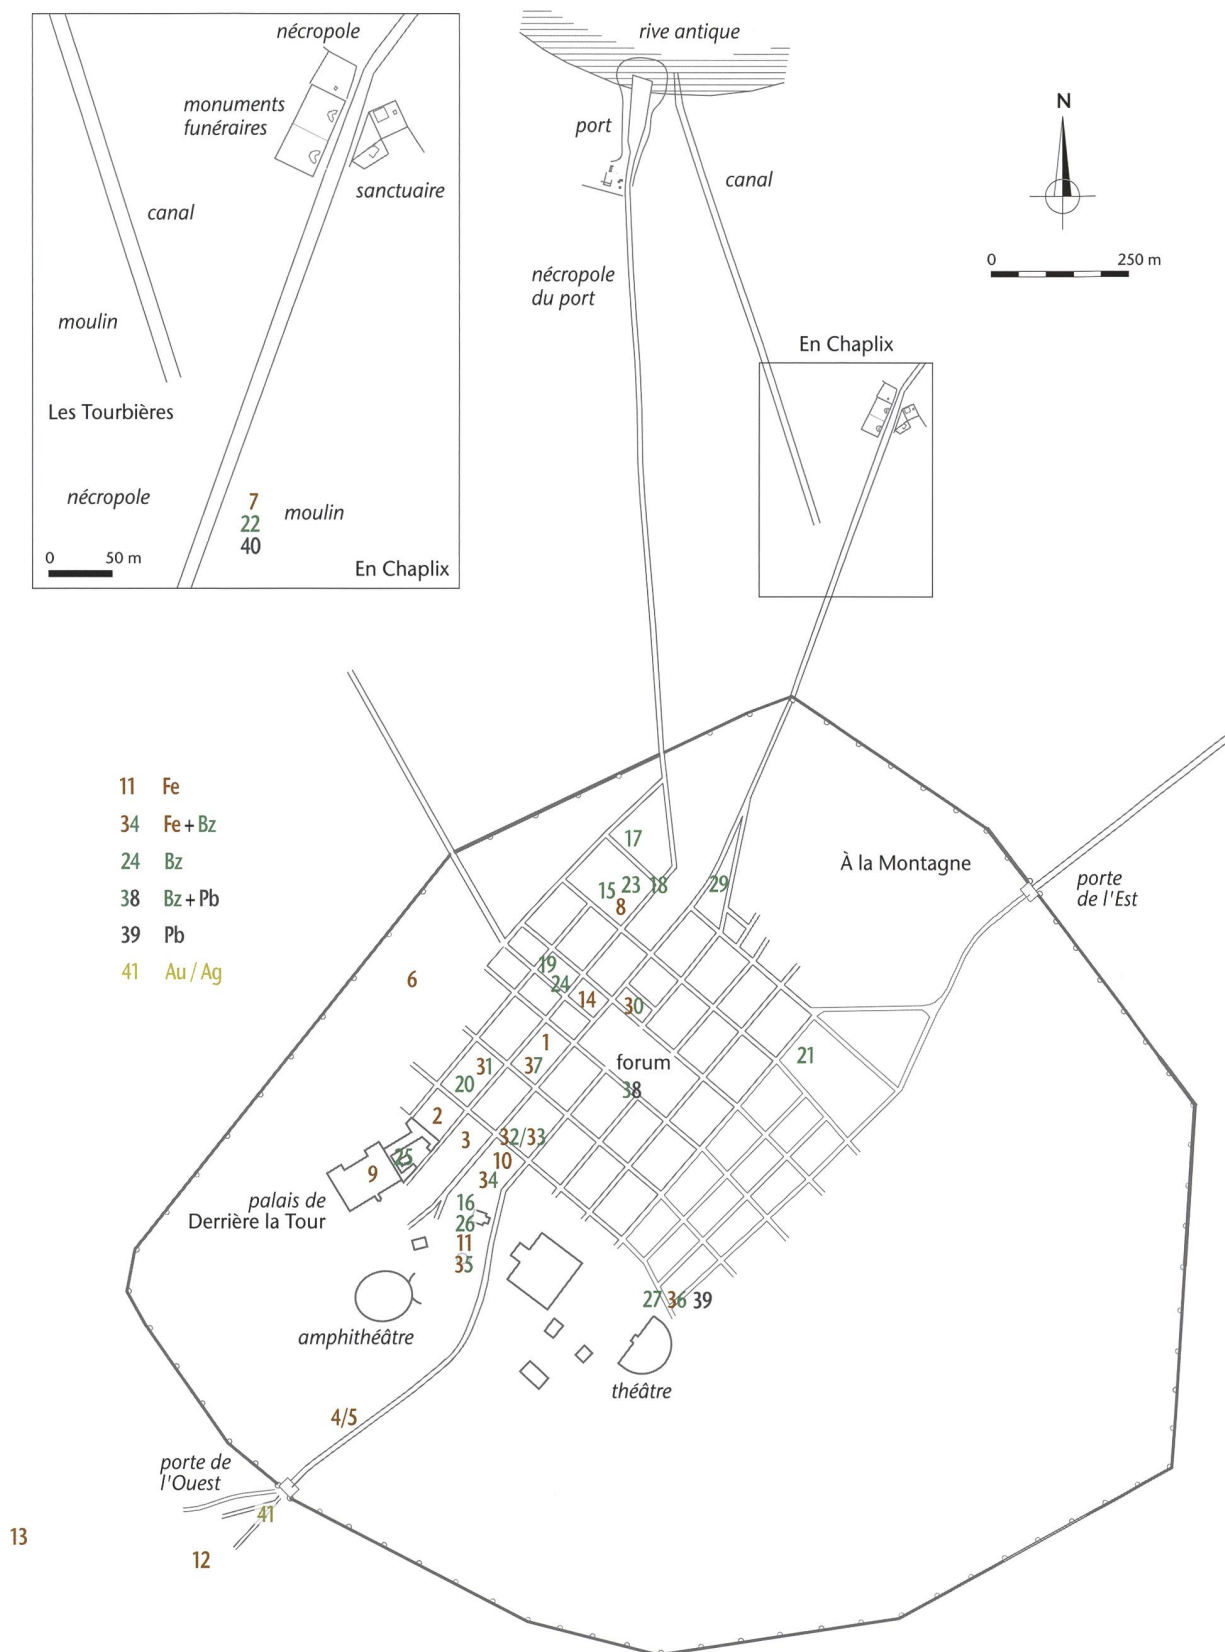 nécropole
monuments
funéraires
sanctuaire
canal
moulin
Les Tourbières
nécropole
7
22
40
moulin
0 50 m
En Chaplix
rive antique
port
canal
nécropole
du port
N
0 250 m
En Chaplix
11 Fe
34 Fe + Bz
24 Bz
38 Bz + Pb
39 Pb
41 Au / Ag
17
15 23 18 29
8
À la Montagne
porte
de l'Est
6
19
24
14
30
1
31
37
20
forum
38
21
2
3
32/33
25
9
10
34
palais de
Derrière la Tour
16
26
11
35
amphithéâtre
27 36 39
théâtre
4/5
porte de
l'Ouest
41
13
12